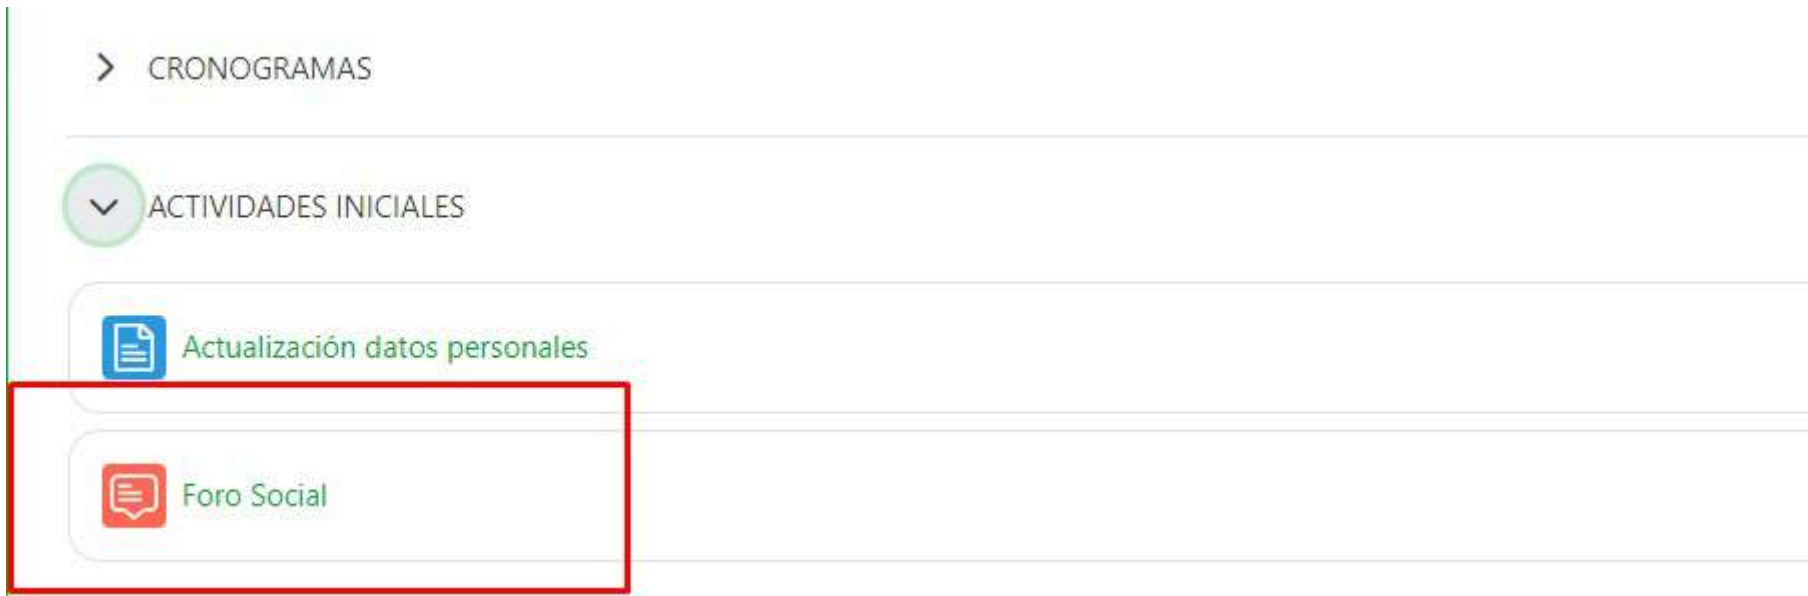 CRONOGRAMAS
ACTIVIDADES INICIALES
Actualización datos personales
Foro Social